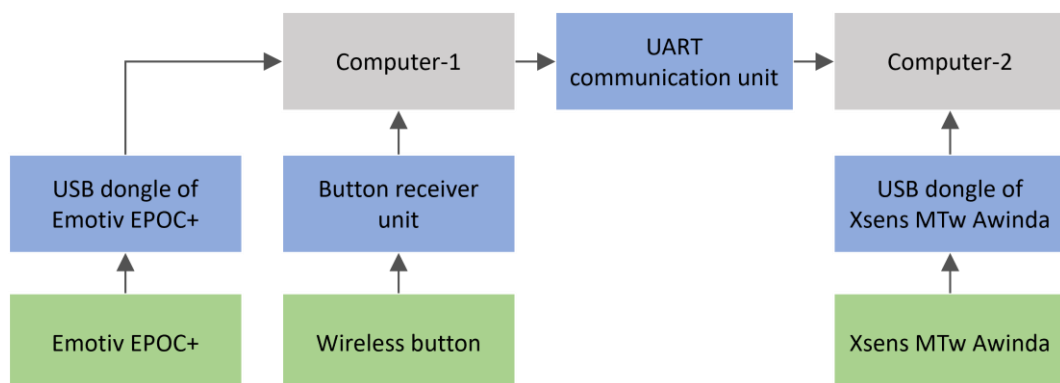 Computer-1
UART
communication unit
Computer-2
USB dongle of
Emotiv EPOC+
Button receiver
unit
USB dongle of
Xsens MTw Awinda
Emotiv EPOC+
Wireless button
Xsens MTw Awinda